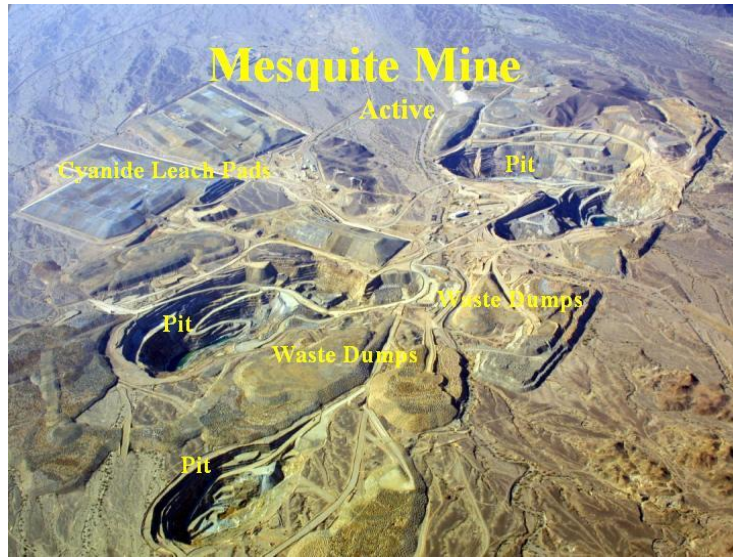 Mesquite Mine
Active
Cyanide Leach Pads
Pit
Waste Dumps
Pit
Waste Dumps
Pit